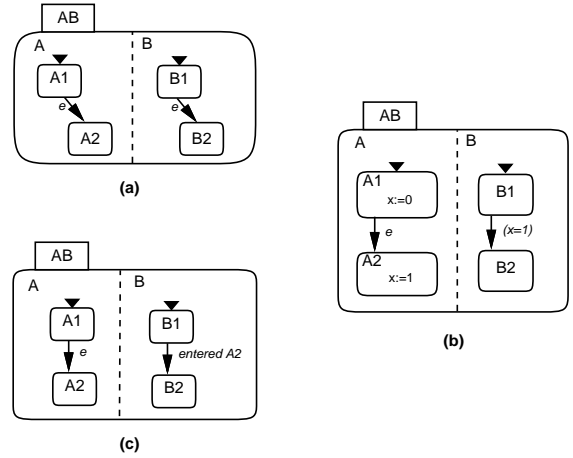 AB
A B
A1 B1
e e
A2 B2
(a)
AB
A B
A1 B1
x:=0
e (x=1)
A2 B2
x:=1
(b)
AB
A B
A1 B1
e entered A2
A2 B2
(c)